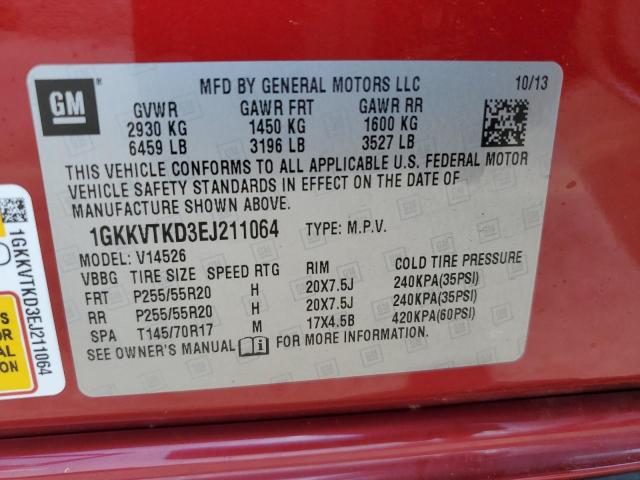 GM
MFD BY GENERAL MOTORS LLC 10/13
GVWR GAWR FRT GAWR RR
2930 KG 1450 KG 1600 KG
6459 LB 3196 LB 3527 LB
THIS VEHICLE CONFORMS TO ALL APPLICABLE U.S. FEDERAL MOTOR
VEHICLE SAFETY STANDARDS IN EFFECT ON THE DATE OF
MANUFACTURE SHOWN ABOVE.
1GKKVTKD3EJ211064 TYPE: M.P.V.
MODEL: V14526
VBBG TIRE SIZE SPEED RTG RIM COLD TIRE PRESSURE
FRT P255/55R20 H 20X7.5J 240KPA(35PSI)
RR P255/55R20 H 20X7.5J 240KPA(35PSI)
SPA T145/70R17 M 17X4.5B 420KPA(60PSI)
SEE OWNER'S MANUAL i FOR MORE INFORMATION.
1GKKVTKD3EJ211064